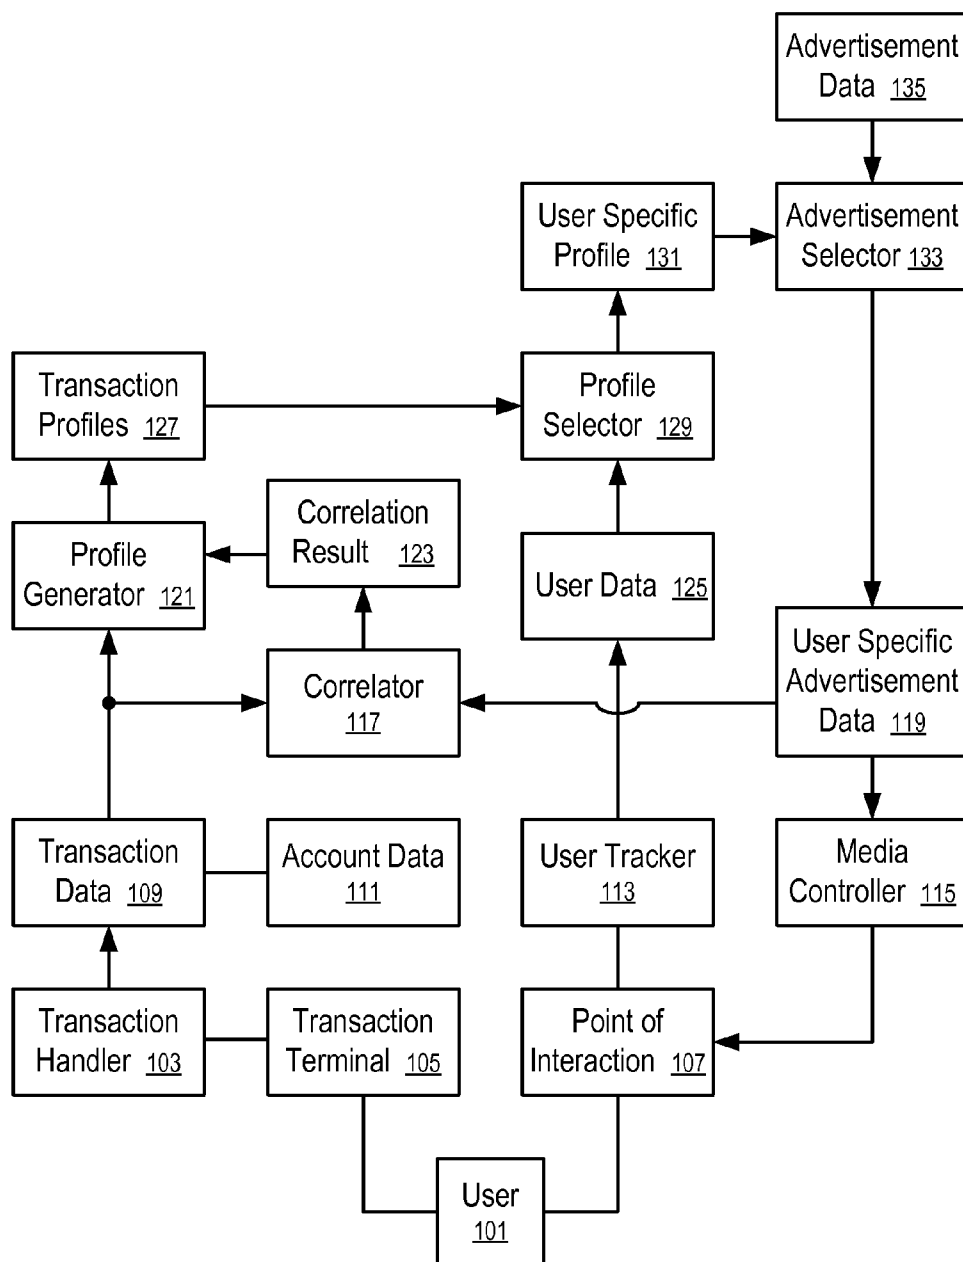 Advertisement
Data 135
User Specific
Profile 131
Advertisement
Selector 133
Transaction
Profiles 127
Profile
Selector 129
Correlation
Result 123
Profile
Generator 121
User Data 125
User Specific
Advertisement
Data 119
Correlator
117
Transaction
Data 109
Account Data
111
User Tracker
113
Media
Controller 115
Transaction
Handler 103
Transaction
Terminal 105
Point of
Interaction 107
User
101